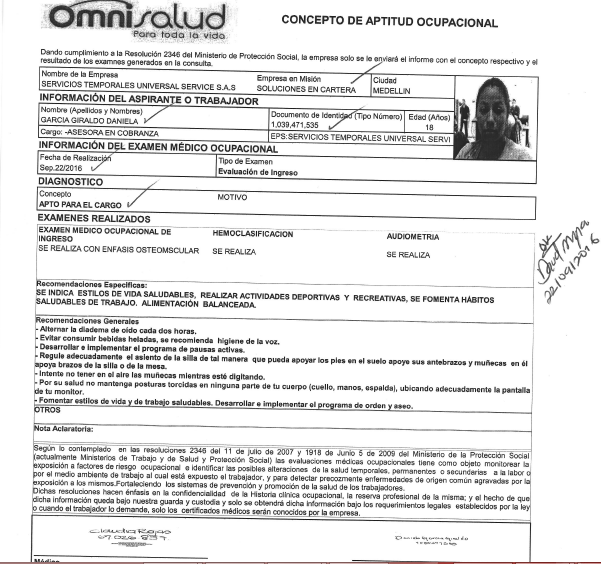 Omnisalud
Para toda la vida
CONCEPTO DE APTITUD OCUPACIONAL
Dando cumplimiento a la Resolución 2346 del Ministerio de Protección Social, la empresa solo se le enviará el informe con el concepto respectivo y el
resultado de los examnes generados en la consulta.
Nombre de la Empresa
SERVICIOS TEMPORALES UNIVERSAL SERVICE S.A.S
Empresa en Misión
SOLUCIONES EN CARTERA
Ciudad
MEDELLIN
INFORMACIÓN DEL ASPIRANTE O TRABAJADOR
Nombre (Apellidos y Nombres)
GARCIA GIRALDO DANIELA
Documento de Identidad (Tipo Número)
1,039,471,535
Edad (Años)
18
Cargo: -ASESORA EN COBRANZA
EPS:SERVICIOS TEMPORALES UNIVERSAL SERVI
INFORMACIÓN DEL EXAMEN MÉDICO OCUPACIONAL
Fecha de Realización
Sep.22/2016
Tipo de Examen
Evaluación de Ingreso
DIAGNOSTICO
Concepto
APTO PARA EL CARGO
MOTIVO
EXAMENES REALIZADOS
EXAMEN MEDICO OCUPACIONAL DE
INGRESO
SE REALIZA CON ENFASIS OSTEOMSCULAR
HEMOCLASIFICACION
SE REALIZA
AUDIOMETRIA
SE REALIZA
22/09/2016
Recomendaciones Específicas:
SE INDICA ESTILOS DE VIDA SALUDABLES, REALIZAR ACTIVIDADES DEPORTIVAS Y RECREATIVAS, SE FOMENTA HÁBITOS
SALUDABLES DE TRABAJO. ALIMENTACIÓN BALANCEADA.
Recomendaciones Generales
- Alternar la diadema de oído cada dos horas.
- Evitar consumir bebidas heladas, se recomienda higiene de la voz.
- Desarrollar e implementar el programa de pausas activas.
- Regule adecuadamente el asiento de la silla de tal manera que pueda apoyar los pies en el suelo apoye sus antebrazos y muñecas en él
apoya brazos de la silla o de la mesa.
- Intente no tener en el aire las muñecas mientras esté digitando.
- Por su salud no mantenga posturas torcidas en ninguna parte de tu cuerpo (cuello, manos, espalda), ubicando adecuadamente la pantalla
de tu monitor.
- Fomentar estilos de vida y de trabajo saludables. Desarrollar e implementar el programa de orden y aseo.
OTROS
Nota Aclaratoria:
Según lo contemplado en las resoluciones 2346 del 11 de julio de 2007 y 1918 de Junio 5 de 2009 del Ministerio de la Protección Social
(actualmente Ministerios de Trabajo y de Salud y Protección Social) las evaluaciones médicas ocupacionales tiene como objeto monitorear la
exposición a factores de riesgo ocupacional e identificar las posibles alteraciones de la salud temporales, permanentes o secundarias a la labor o
por el medio ambiente de trabajo al cual está expuesto el trabajador, y para detectar precozmente enfermedades de origen común agravadas por la
exposición a los mismos.Fortaleciendo los sistemas de prevención y promoción de la salud de los trabajadores.
Dichas resoluciones hacen énfasis en la confidencialidad de la Historia clínica ocupacional, la reserva profesional de la misma; y el hecho de que
dicha información queda bajo nuestra guarda y custodia y solo se obtendrá dicha información bajo los requerimientos legales establecidos por la ley
o cuando el trabajador lo demande, solo los certificados médicos serán conocidos por la empresa.
Claudia Rojas
Médico